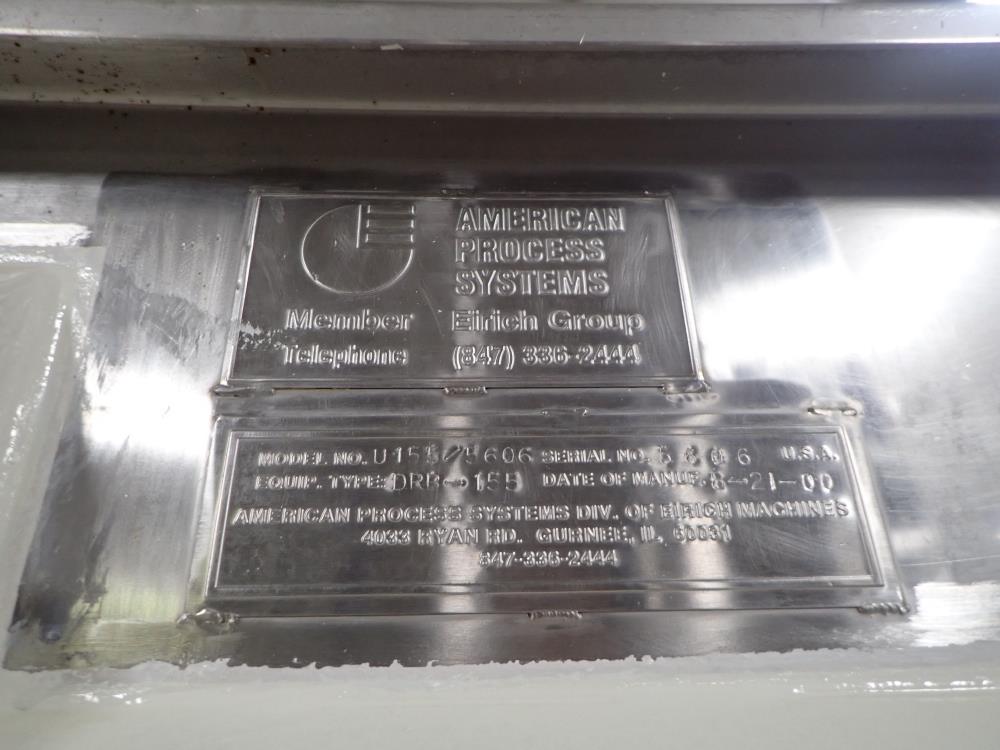 AMERICAN
PROCESS
SYSTEMS
Member Eirich Group
Telephone (847) 336-2444
MODEL NO. U155/5606 SERIAL NO. 5606 U.S.A.
EQUIP. TYPE: DRB-155 DATE OF MANUF. 8-21-00
AMERICAN PROCESS SYSTEMS DIV. OF EIRICH MACHINES
4033 RYAN RD. GURNEE, IL, 60031
847-336-2444